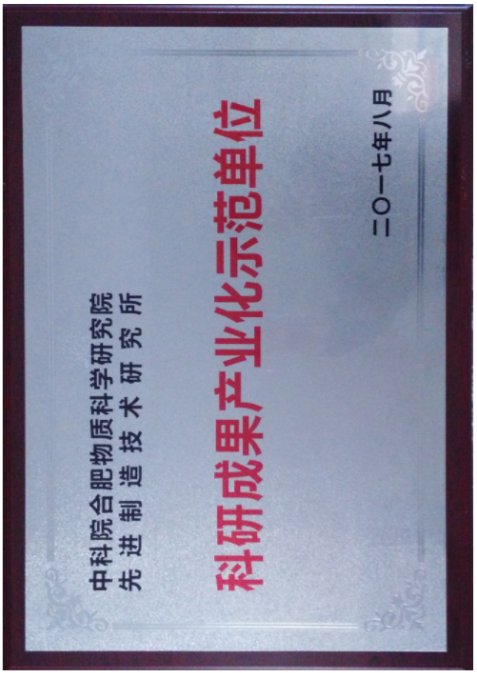 中科院合肥物质科学研究院
先进制造技术研究所
科研成果产业化示范单位
二〇一七年八月